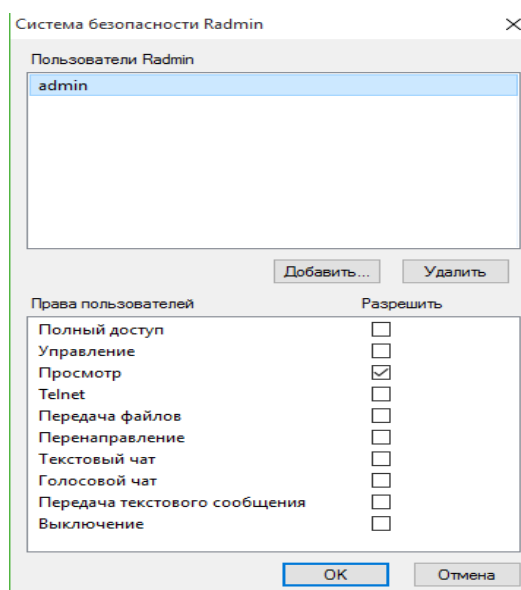 Система безопасности Radmin
Пользователи Radmin
admin
Добавить... Удалить
Права пользователей Разрешить
Полный доступ
Управление
Просмотр
Telnet
Передача файлов
Перенаправление
Текстовый чат
Голосовой чат
Передача текстового сообщения
Выключение
OK Отмена